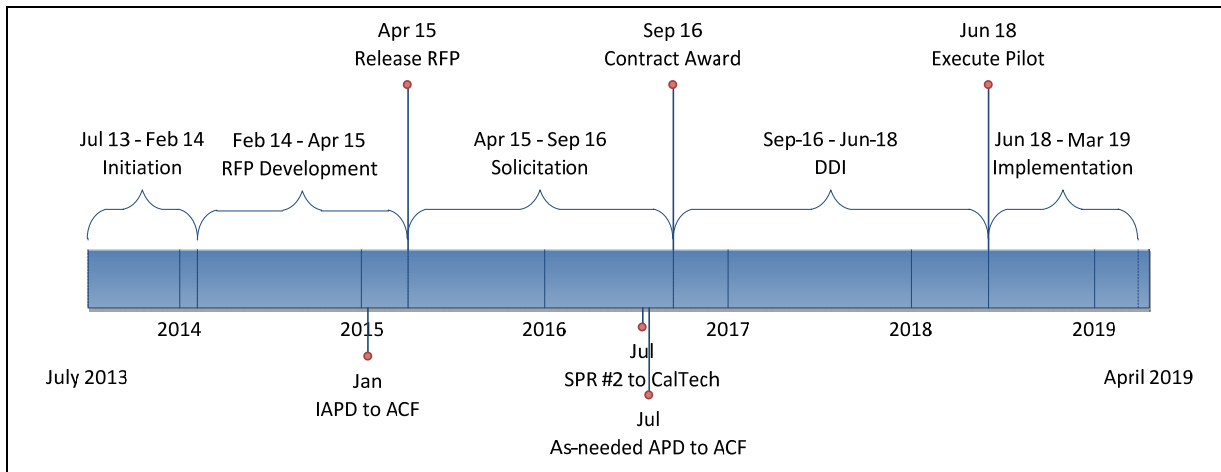 Apr 15
Release RFP
Sep 16
Contract Award
Jun 18
Execute Pilot
Jul 13 - Feb 14
Initiation
Feb 14 - Apr 15
RFP Development
Apr 15 - Sep 16
Solicitation
Sep-16 - Jun-18
DDI
Jun 18 - Mar 19
Implementation
2014
2015
2016
2017
2018
2019
July 2013
April 2019
Jan
IAPD to ACF
Jul
SPR #2 to CalTech
Jul
As-needed APD to ACF